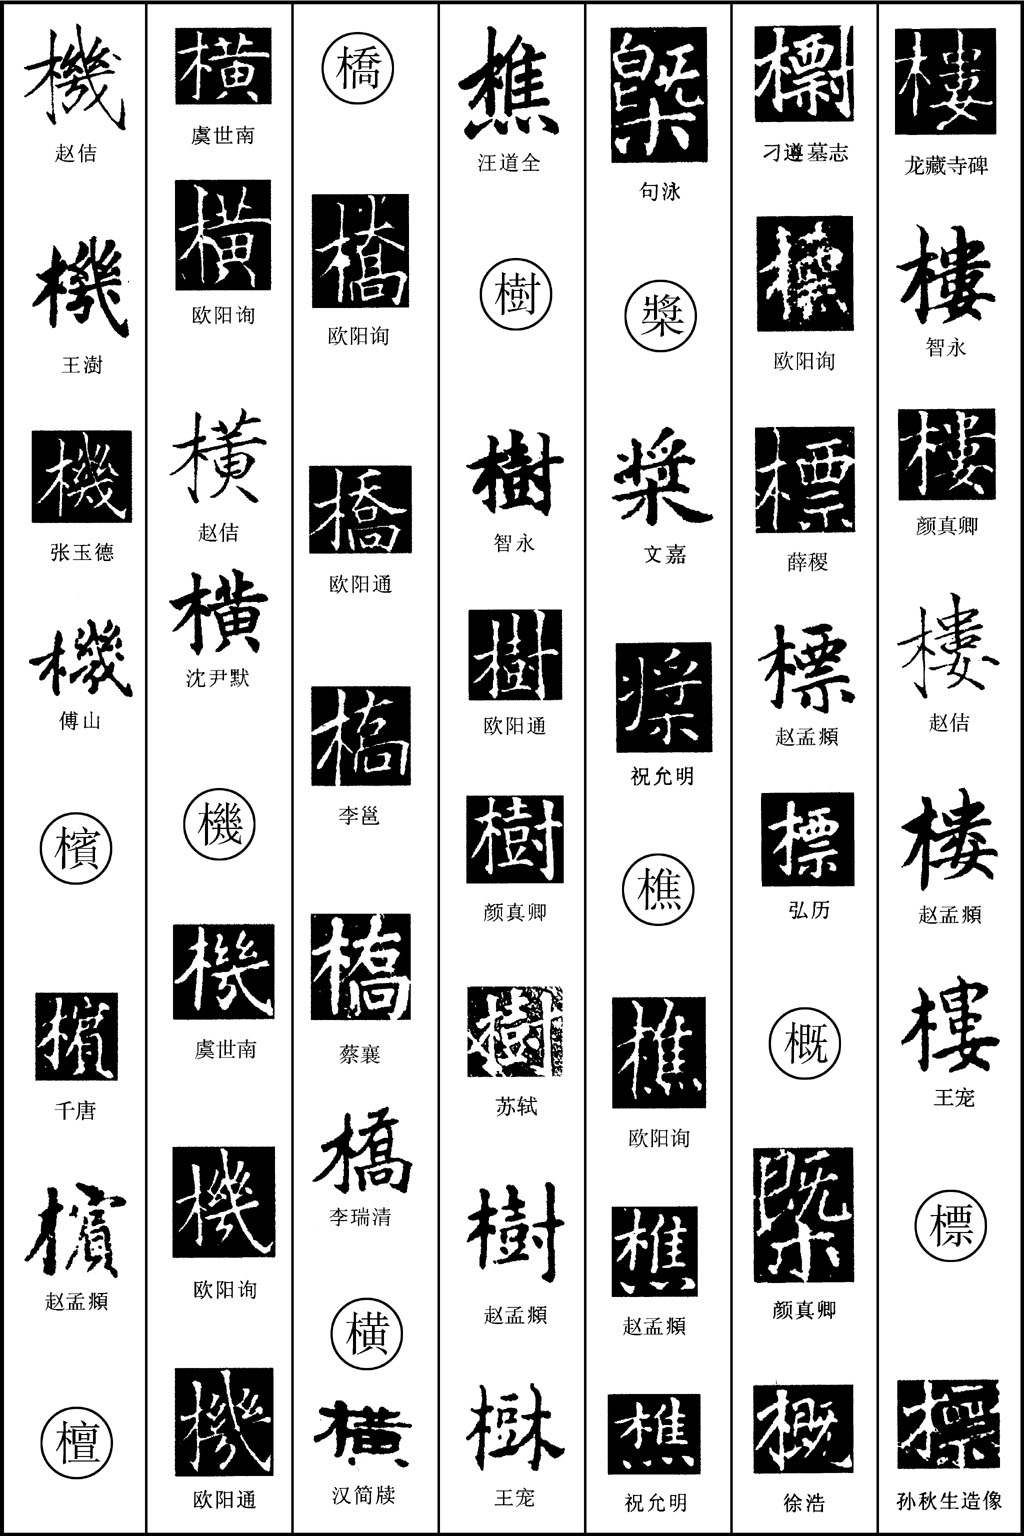 樓
龙藏寺碑
樓
智永
樓
颜真卿
樓
赵佶
樓
赵孟頫
樓
王宠
標
標
孙秋生造像
標
刁遵墓志
標
欧阳询
標
薛稷
標
赵孟頫
標
弘历
概
槩
颜真卿
概
徐浩
槩
句泳
槳
槳
文嘉
槳
祝允明
樵
樵
欧阳询
樵
赵孟頫
樵
祝允明
樵
汪道全
樹
樹
智永
樹
欧阳通
樹
颜真卿
樹
苏轼
樹
赵孟頫
樹
王宠
橋
橋
欧阳询
橋
欧阳通
橋
李邕
橋
蔡襄
橋
李瑞清
横
横
汉简牍
横
虞世南
横
欧阳询
横
赵佶
横
沈尹默
機
機
虞世南
機
欧阳询
機
欧阳通
機
赵佶
機
王澍
機
张玉德
機
傅山
檳
檳
千唐
檳
赵孟頫
檀